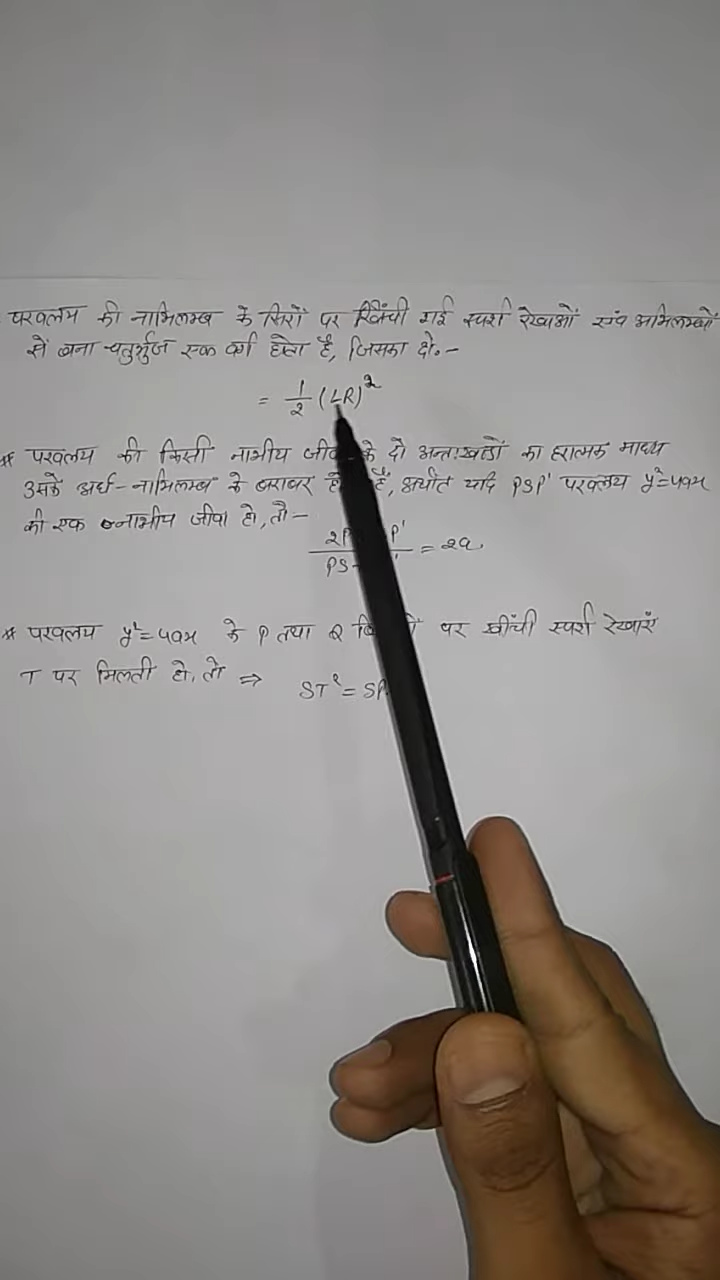 परवलय की नाभिलम्ब के सिरों पर खिंची गई स्पर्श रेखाओं एवं अभिलम्बों
से बना चतुर्भुज एक वर्ग होता है, जिसका क्षे०-
= 1/2 (LR)²
* परवलय की किसी नाभीय जीवा के दो अन्तःखण्डों का हरात्मक माध्य
उसके अर्ध-नाभिलम्ब के बराबर है, अर्थात यदि PSP' परवलय y²=4ax
की एक नाभीय जीवा हो, तो-
= 2a.
* परवलय y²=4ax के P तथा Q पर खींची स्पर्श रेखाएं
T पर मिलती हो, तो ⇒ ST² = SP